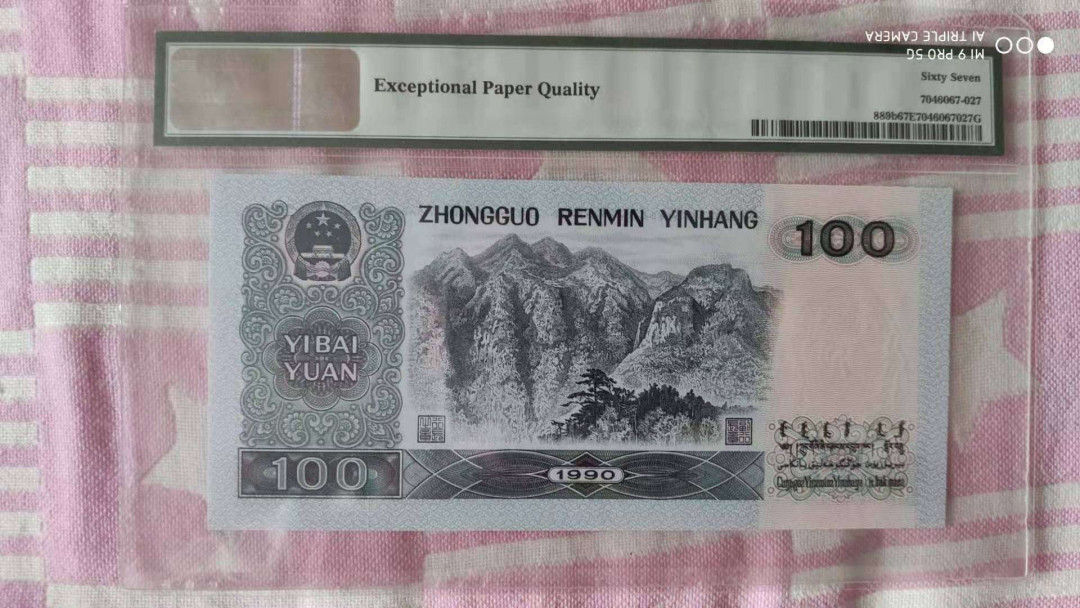 MI 9 PRO 5G
AI TRIPLE CAMERA
Exceptional Paper Quality
Sixty Seven
7046067-027
889b67E7046067027G
ZHONGGUO RENMIN YINHANG
100
YIBAI
YUAN
100
1990